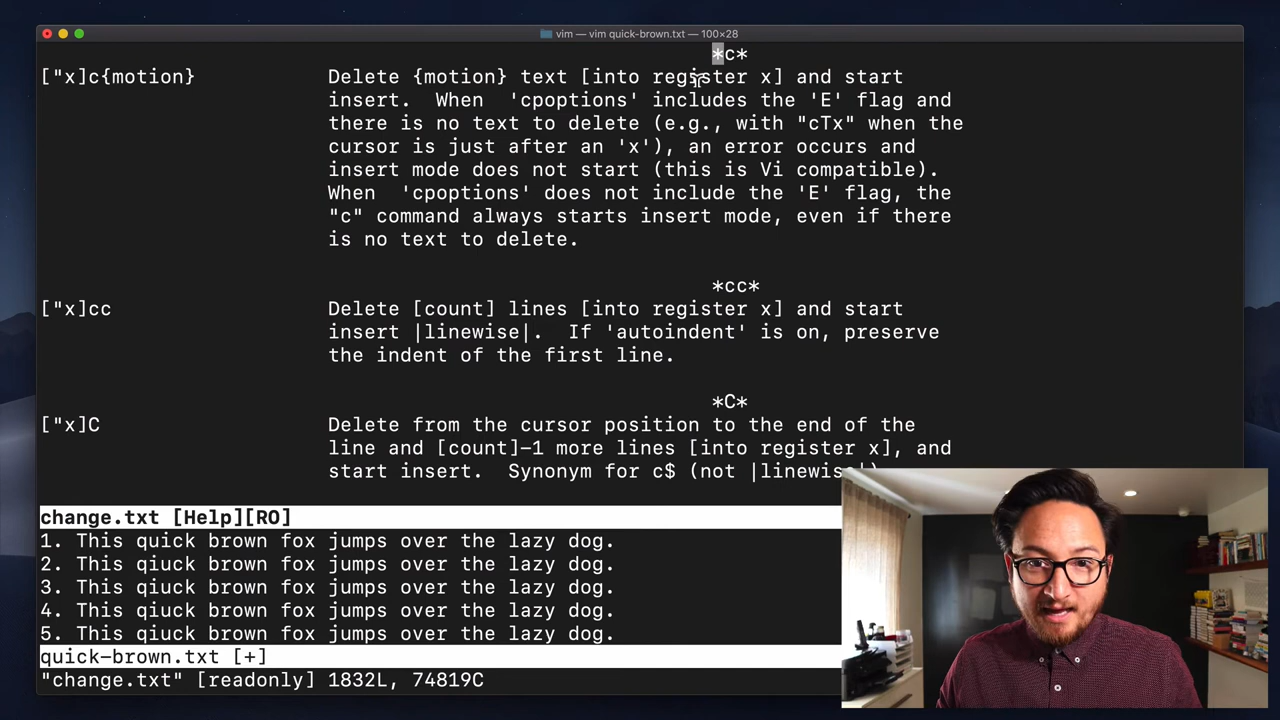 vim — vim quick-brown.txt — 100×28
*c*
["x]c{motion} Delete {motion} text [into register x] and start
insert. When 'cpoptions' includes the 'E' flag and
there is no text to delete (e.g., with "cTx" when the
cursor is just after an 'x'), an error occurs and
insert mode does not start (this is Vi compatible).
When 'cpoptions' does not include the 'E' flag, the
"c" command always starts insert mode, even if there
is no text to delete.
*cc*
["x]cc Delete [count] lines [into register x] and start
insert |linewise|. If 'autoindent' is on, preserve
the indent of the first line.
*C*
["x]C Delete from the cursor position to the end of the
line and [count]-1 more lines [into register x], and
start insert. Synonym for c$ (not |linewise|)
change.txt [Help][RO]
1. This quick brown fox jumps over the lazy dog.
2. This qiuck brown fox jumps over the lazy dog.
3. This qiuck brown fox jumps over the lazy dog.
4. This qiuck brown fox jumps over the lazy dog.
5. This qiuck brown fox jumps over the lazy dog.
quick-brown.txt [+]
"change.txt" [readonly] 1832L, 74819C